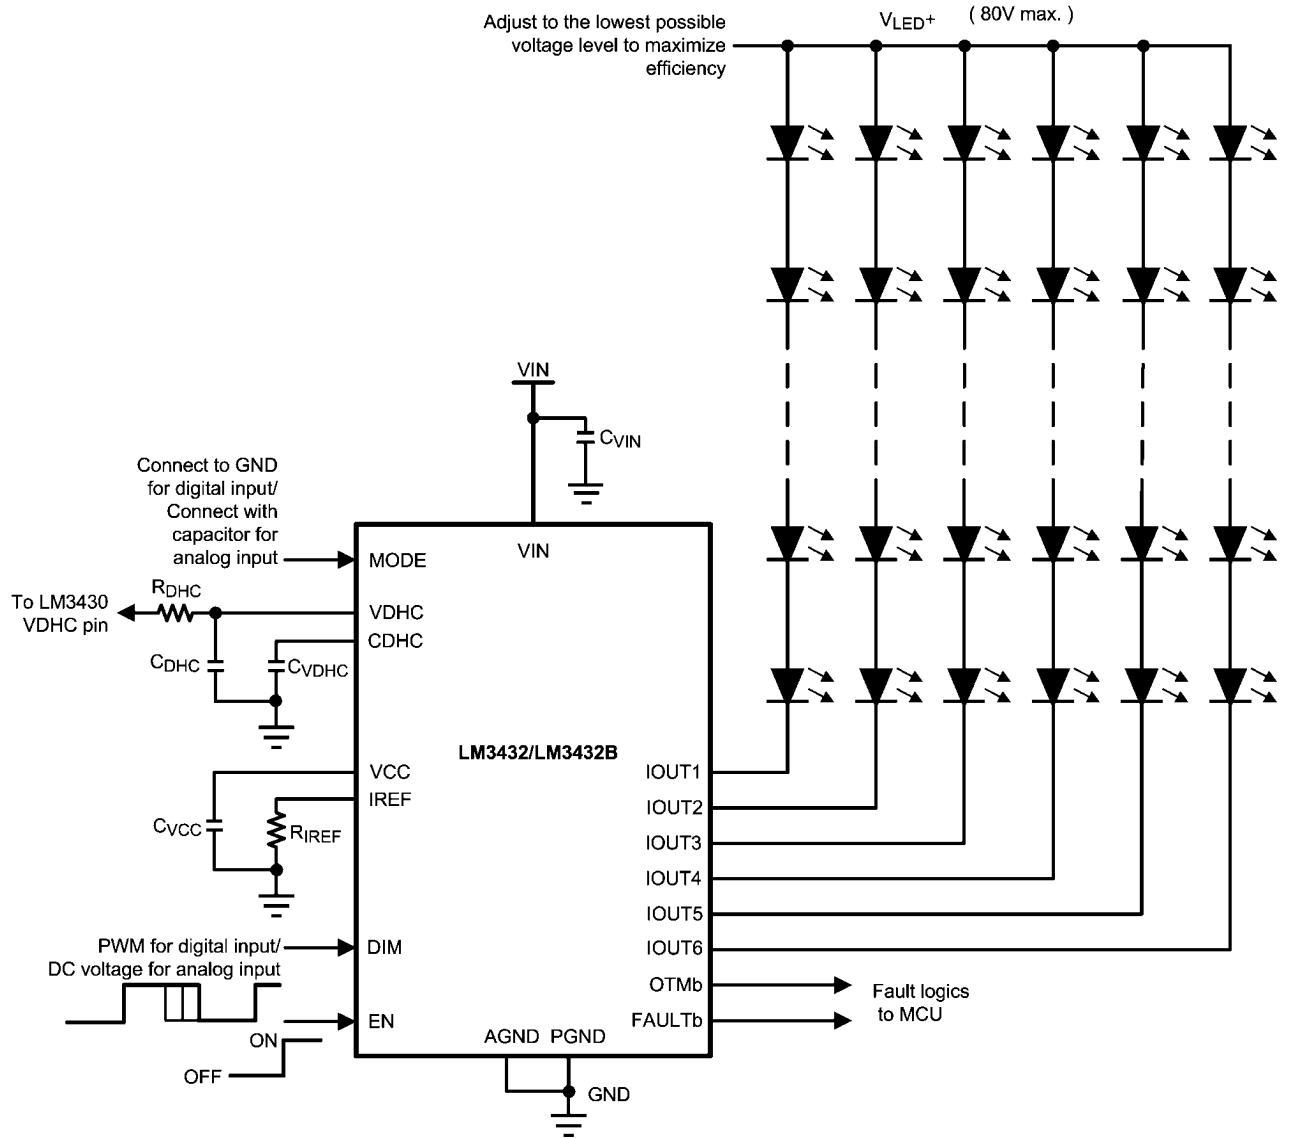 Adjust to the lowest possible
voltage level to maximize
efficiency
VLED+ ( 80V max. )
VIN
CVIN
Connect to GND
for digital input/
Connect with
capacitor for
analog input
VIN
MODE
RDHC
To LM3430
VDHC pin
VDHC
CDHC
CDHC
CVDHC
LM3432/LM3432B
VCC
IREF
CVCC
RIREF
IOUT1
IOUT2
IOUT3
IOUT4
IOUT5
IOUT6
PWM for digital input/
DC voltage for analog input
DIM
OTMb
FAULTb
Fault logics
to MCU
EN
ON
OFF
AGND PGND
GND